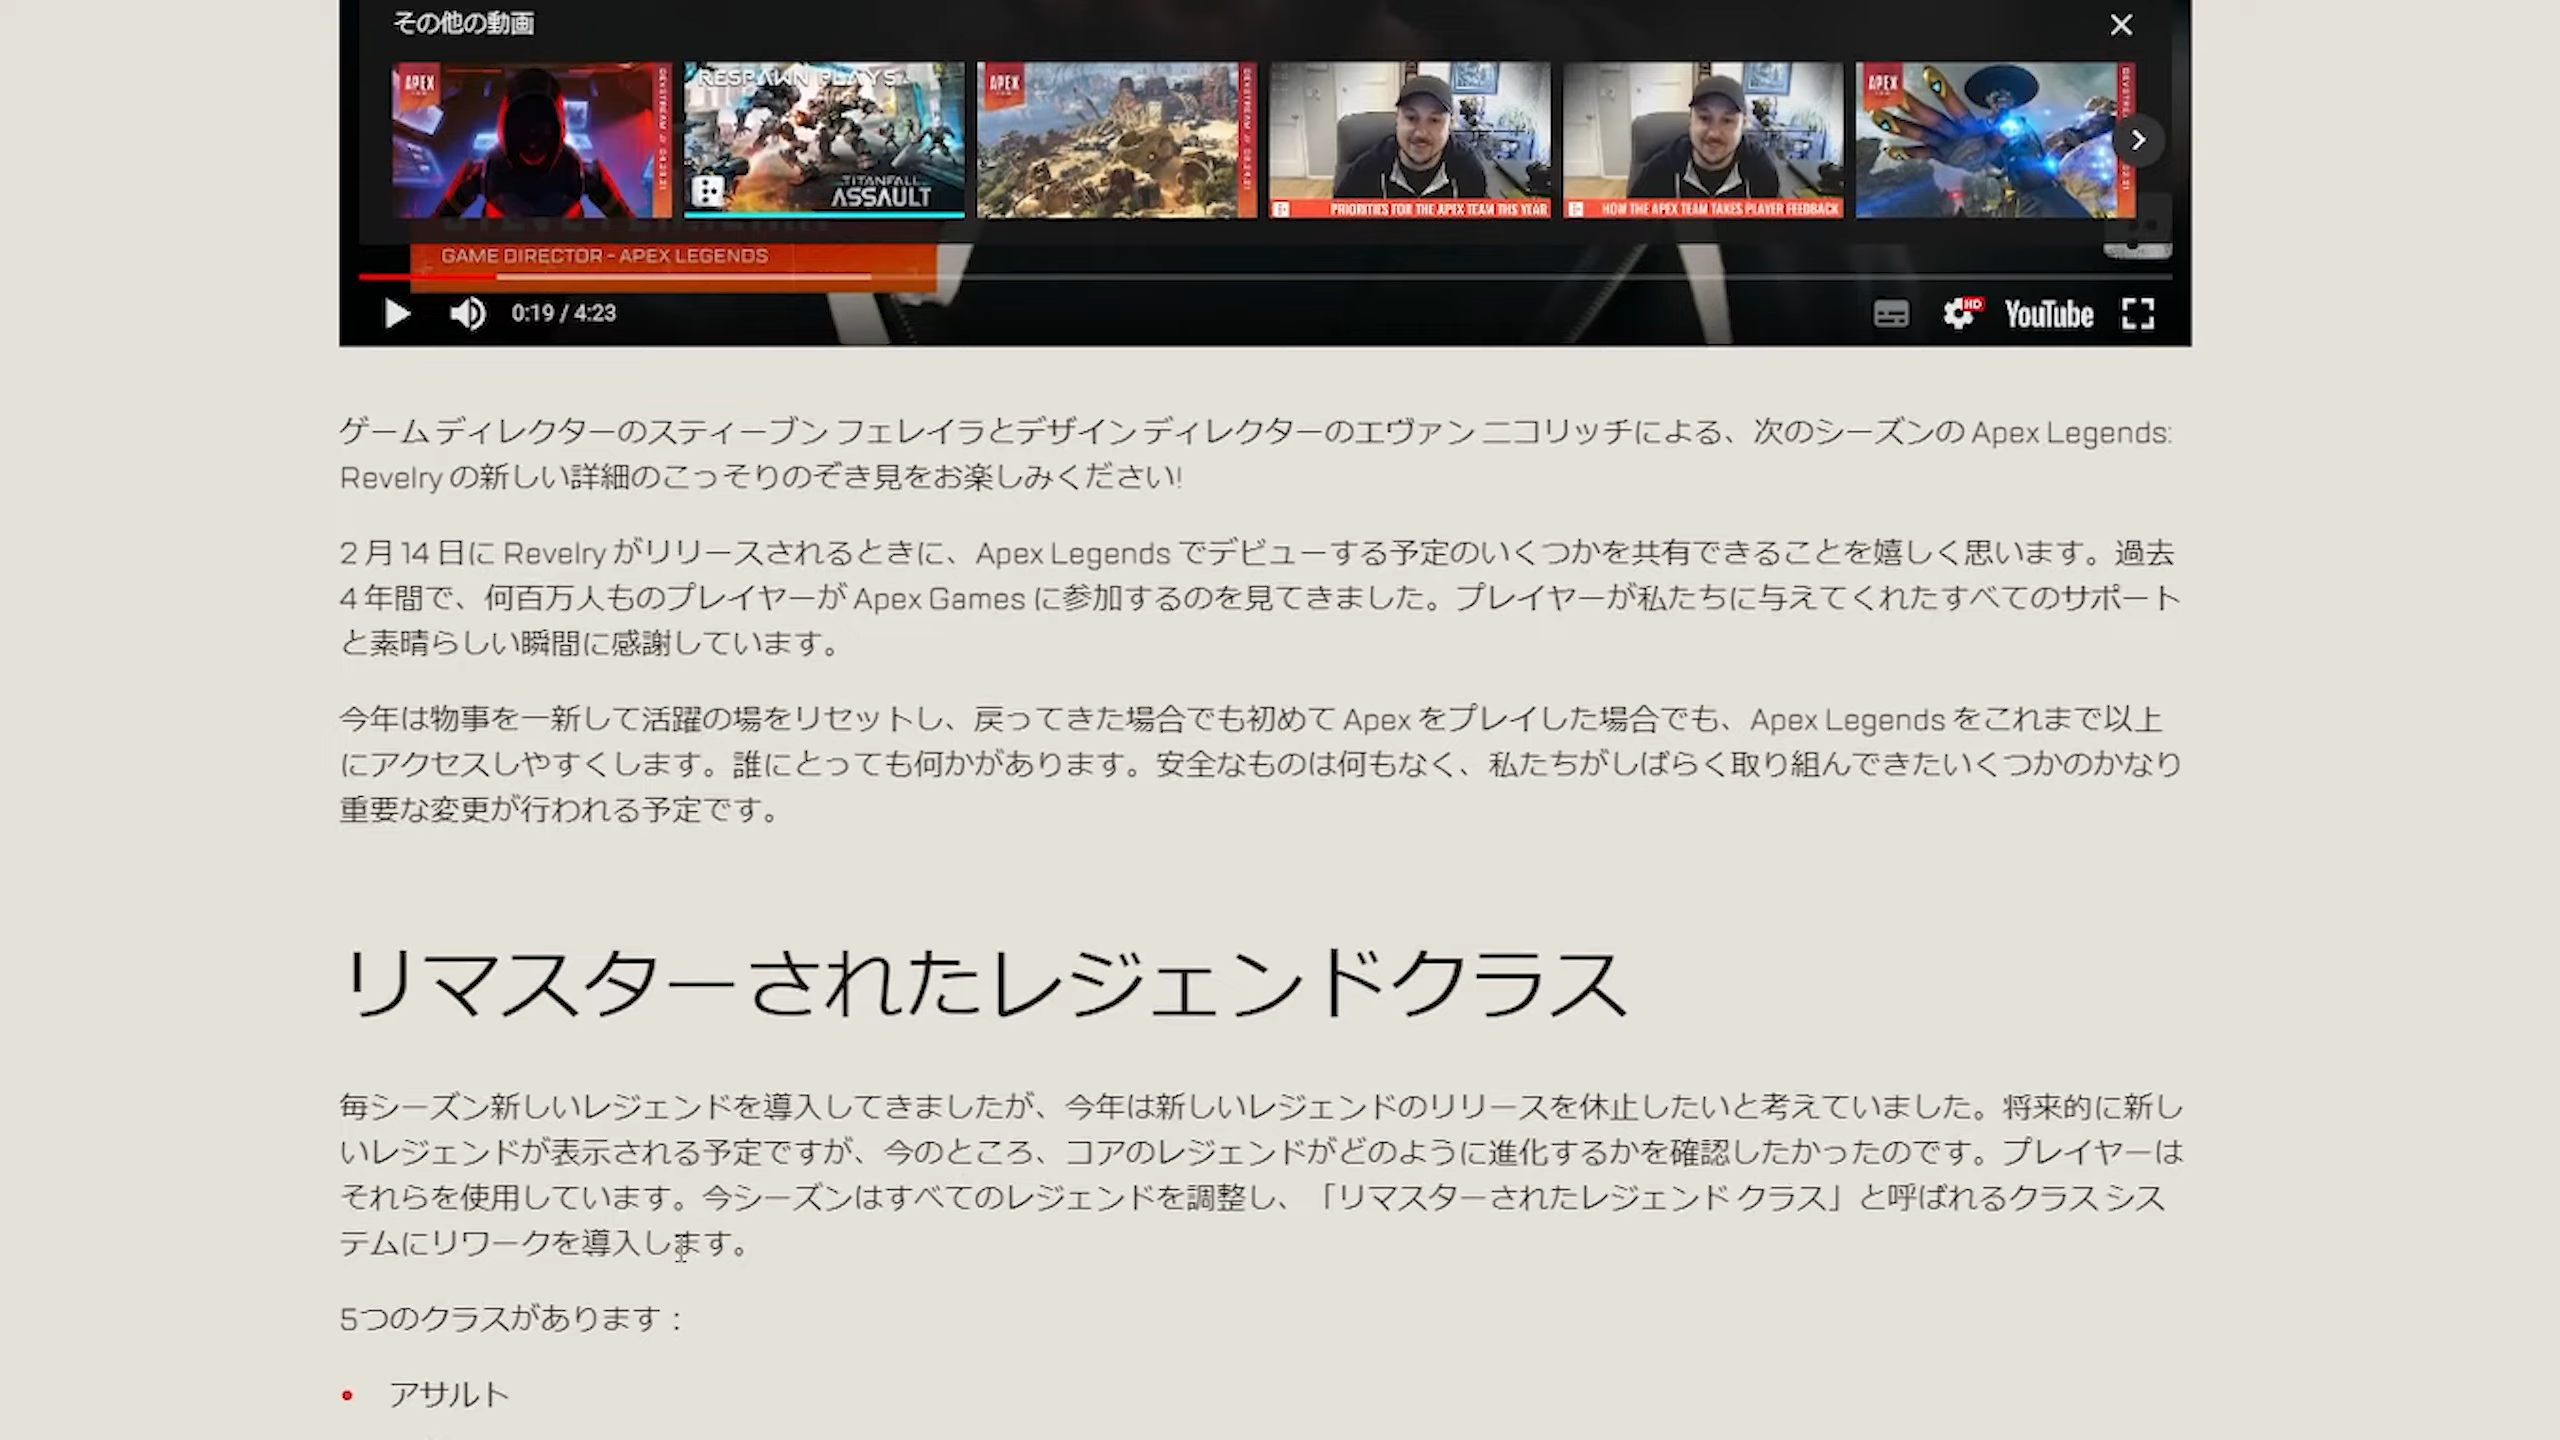 その他の動画
APEX
RESPAWN PLAYS
TITANFALL
ASSAULT
APEX
PRIORITIES FOR THE APEX TEAM THIS YEAR
HOW THE APEX TEAM TAKES PLAYER FEEDBACK
APEX
GAME DIRECTOR - APEX LEGENDS
0:19 / 4:23
HD
YouTube
ゲーム ディレクターのスティーブン フェレイラとデザイン ディレクターのエヴァン ニコリッチによる、次のシーズンの Apex Legends:
Revelry の新しい詳細のこっそりのぞき見をお楽しみください!
2 月 14 日に Revelry がリリースされるときに、Apex Legends でデビューする予定のいくつかを共有できることを嬉しく思います。過去
4 年間で、何百万人ものプレイヤーが Apex Games に参加するのを見てきました。プレイヤーが私たちに与えてくれたすべてのサポート
と素晴らしい瞬間に感謝しています。
今年は物事を一新して活躍の場をリセットし、戻ってきた場合でも初めて Apex をプレイした場合でも、Apex Legends をこれまで以上
にアクセスしやすくします。誰にとっても何かがあります。安全なものは何もなく、私たちがしばらく取り組んできたいくつかのかなり
重要な変更が行われる予定です。
リマスターされたレジェンドクラス
毎シーズン新しいレジェンドを導入してきましたが、今年は新しいレジェンドのリリースを休止したいと考えていました。将来的に新し
いレジェンドが表示される予定ですが、今のところ、コアのレジェンドがどのように進化するかを確認したかったのです。プレイヤーは
それらを使用しています。今シーズンはすべてのレジェンドを調整し、「リマスターされたレジェンド クラス」と呼ばれるクラス シス
テムにリワークを導入します。
5つのクラスがあります：
• アサルト